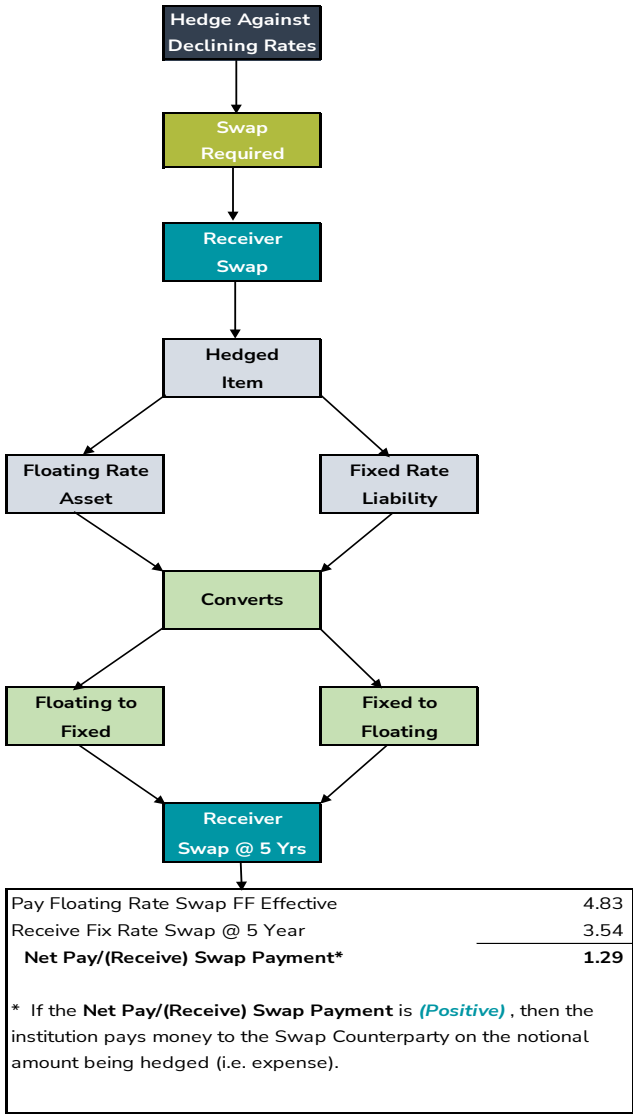 Hedge Against
Declining Rates
Swap
Required
Receiver
Swap
Hedged
Item
Floating Rate
Asset
Fixed Rate
Liability
Converts
Floating to
Fixed
Fixed to
Floating
Receiver
Swap @ 5 Yrs
Pay Floating Rate Swap FF Effective 4.83
Receive Fix Rate Swap @ 5 Year 3.54
Net Pay/(Receive) Swap Payment* 1.29
* If the Net Pay/(Receive) Swap Payment is (Positive) , then the
institution pays money to the Swap Counterparty on the notional
amount being hedged (i.e. expense).